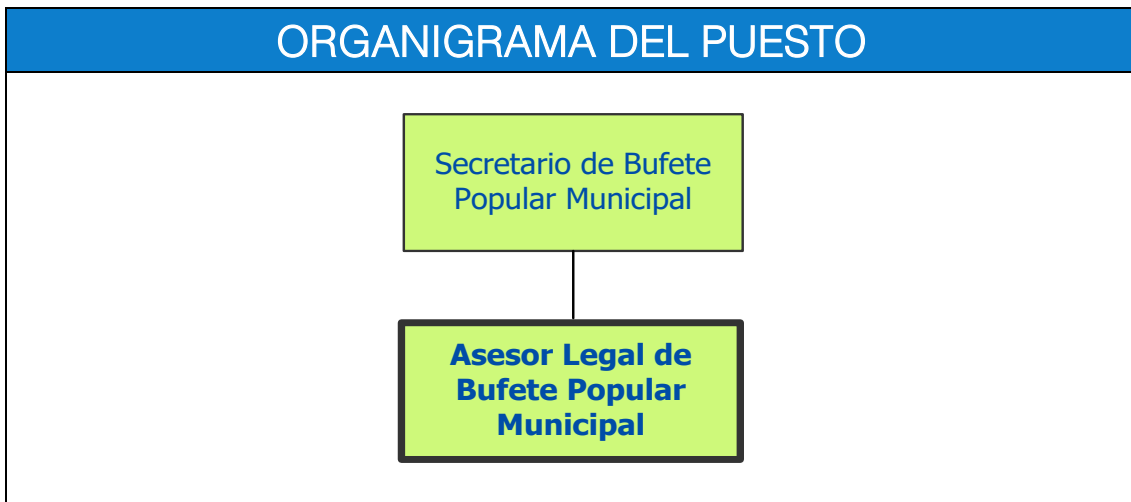 ORGANIGRAMA DEL PUESTO
Secretario de Bufete
Popular Municipal
Asesor Legal de
Bufete Popular
Municipal